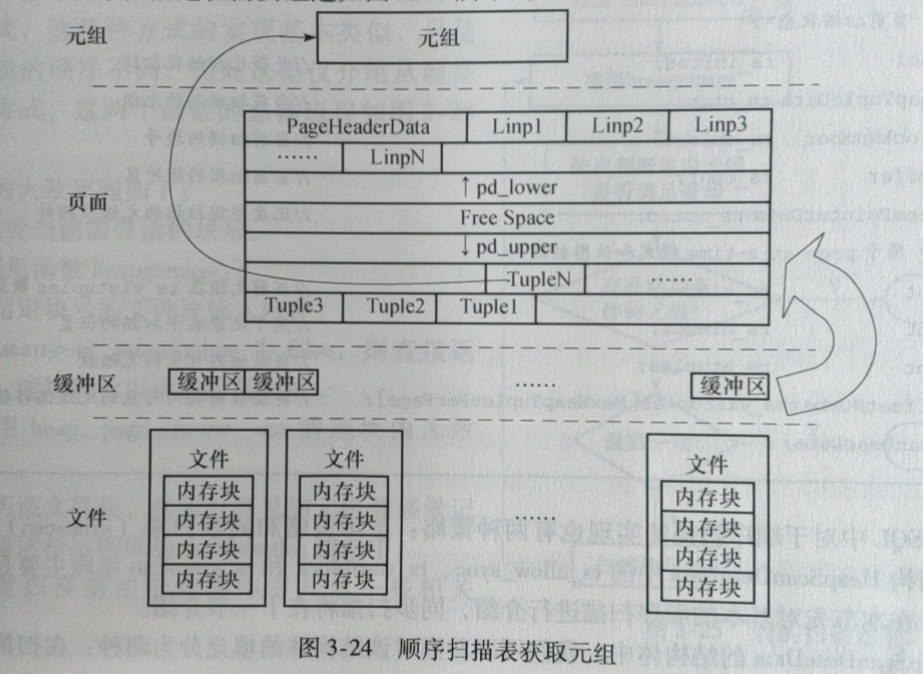 元组 元组
PageHeaderData Linp1 Linp2 Linp3
…… LinpN
↑ pd_lower
页面 Free Space
↓ pd_upper
…… TupleN
Tuple3 Tuple2 Tuple1
缓冲区 缓冲区 缓冲区 …… 缓冲区
文件 文件 文件
内存块 内存块 内存块
文件 内存块 内存块 …… 内存块
内存块 内存块 内存块
内存块 内存块 内存块
图 3-24 顺序扫描表获取元组